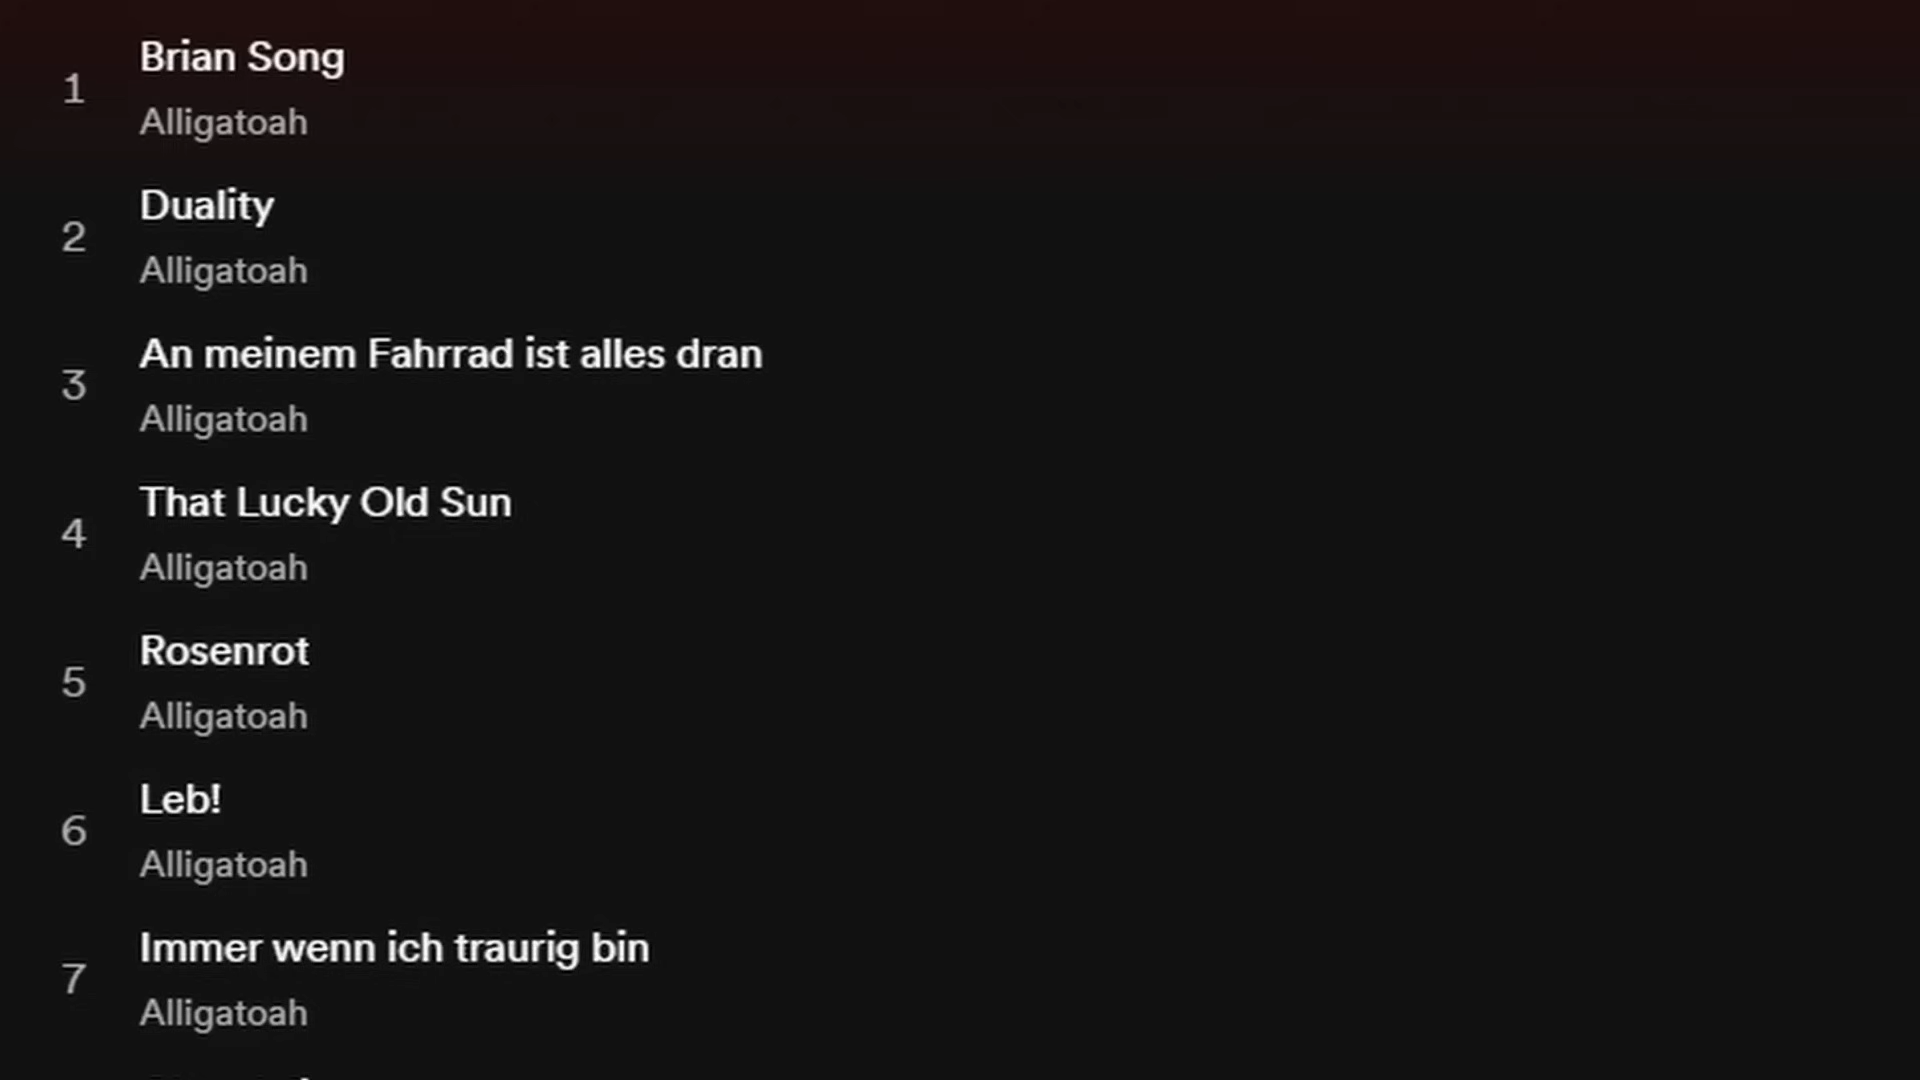 1
Brian Song
Alligatoah
2
Duality
Alligatoah
3
An meinem Fahrrad ist alles dran
Alligatoah
4
That Lucky Old Sun
Alligatoah
5
Rosenrot
Alligatoah
6
Leb!
Alligatoah
7
Immer wenn ich traurig bin
Alligatoah